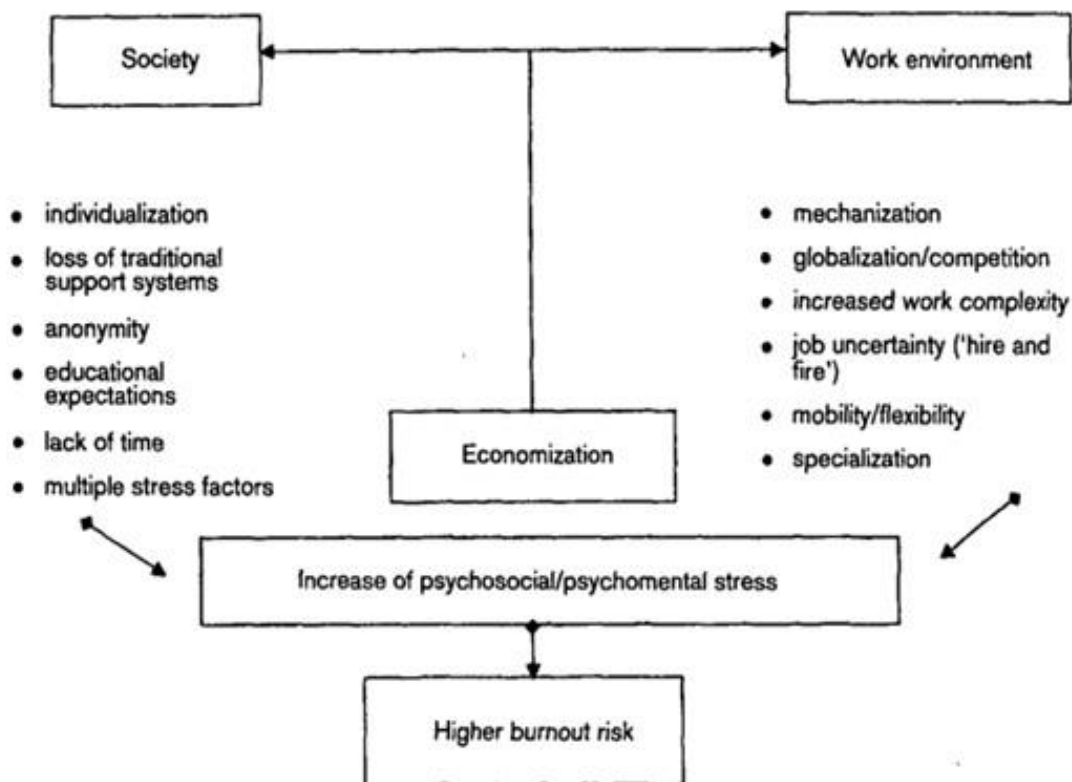 Society
Work environment
• individualization
• loss of traditional
support systems
• anonymity
• educational
expectations
• lack of time
• multiple stress factors
• mechanization
• globalization/competition
• increased work complexity
• job uncertainty ('hire and
fire')
• mobility/flexibility
• specialization
Economization
Increase of psychosocial/psychomental stress
Higher burnout risk